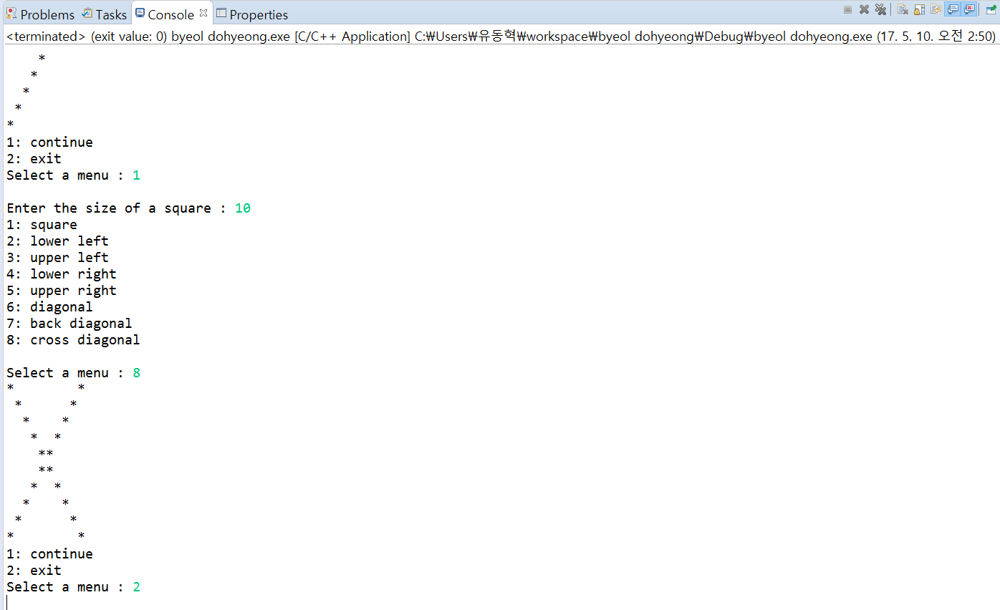 Problems Tasks Console Properties
<terminated> (exit value: 0) byeol dohyeong.exe [C/C++ Application] C:₩Users₩유동혁₩workspace₩byeol dohyeong₩Debug₩byeol dohyeong.exe (17. 5. 10. 오전 2:50)
    *
   *
  *
 *
*
1: continue
2: exit
Select a menu : 1

Enter the size of a square : 10
1: square
2: lower left
3: upper left
4: lower right
5: upper right
6: diagonal
7: back diagonal
8: cross diagonal

Select a menu : 8
*        *
 *      *
  *    *
   *  *
    **
    **
   *  *
  *    *
 *      *
*        *
1: continue
2: exit
Select a menu : 2